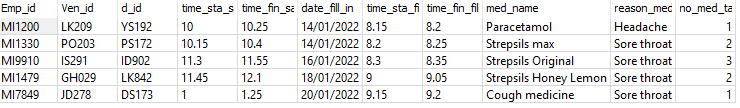 Emp_id Ven_id d_id time_sta_s time_fin_sa date_fill_in time_sta_fi time_fin_fil med_name reason_med no_med_ta
MI1200 LK209 YS192 10 10.25 14/01/2022 8.15 8.2 Paracetamol Headache 1
MI1330 PO203 PS172 10.15 10.4 14/01/2022 8.2 8.25 Strepsils max Sore throat 2
MI9910 IS291 ID902 11.3 11.55 16/01/2022 8.3 8.35 Strepsils Original Sore throat 3
MI1479 GH029 LK842 11.45 12.1 18/01/2022 9 9.05 Strepsils Honey Lemon Sore throat 2
MI7849 JD278 DS173 1 1.25 20/01/2022 9.15 9.2 Cough medicine Sore throat 1